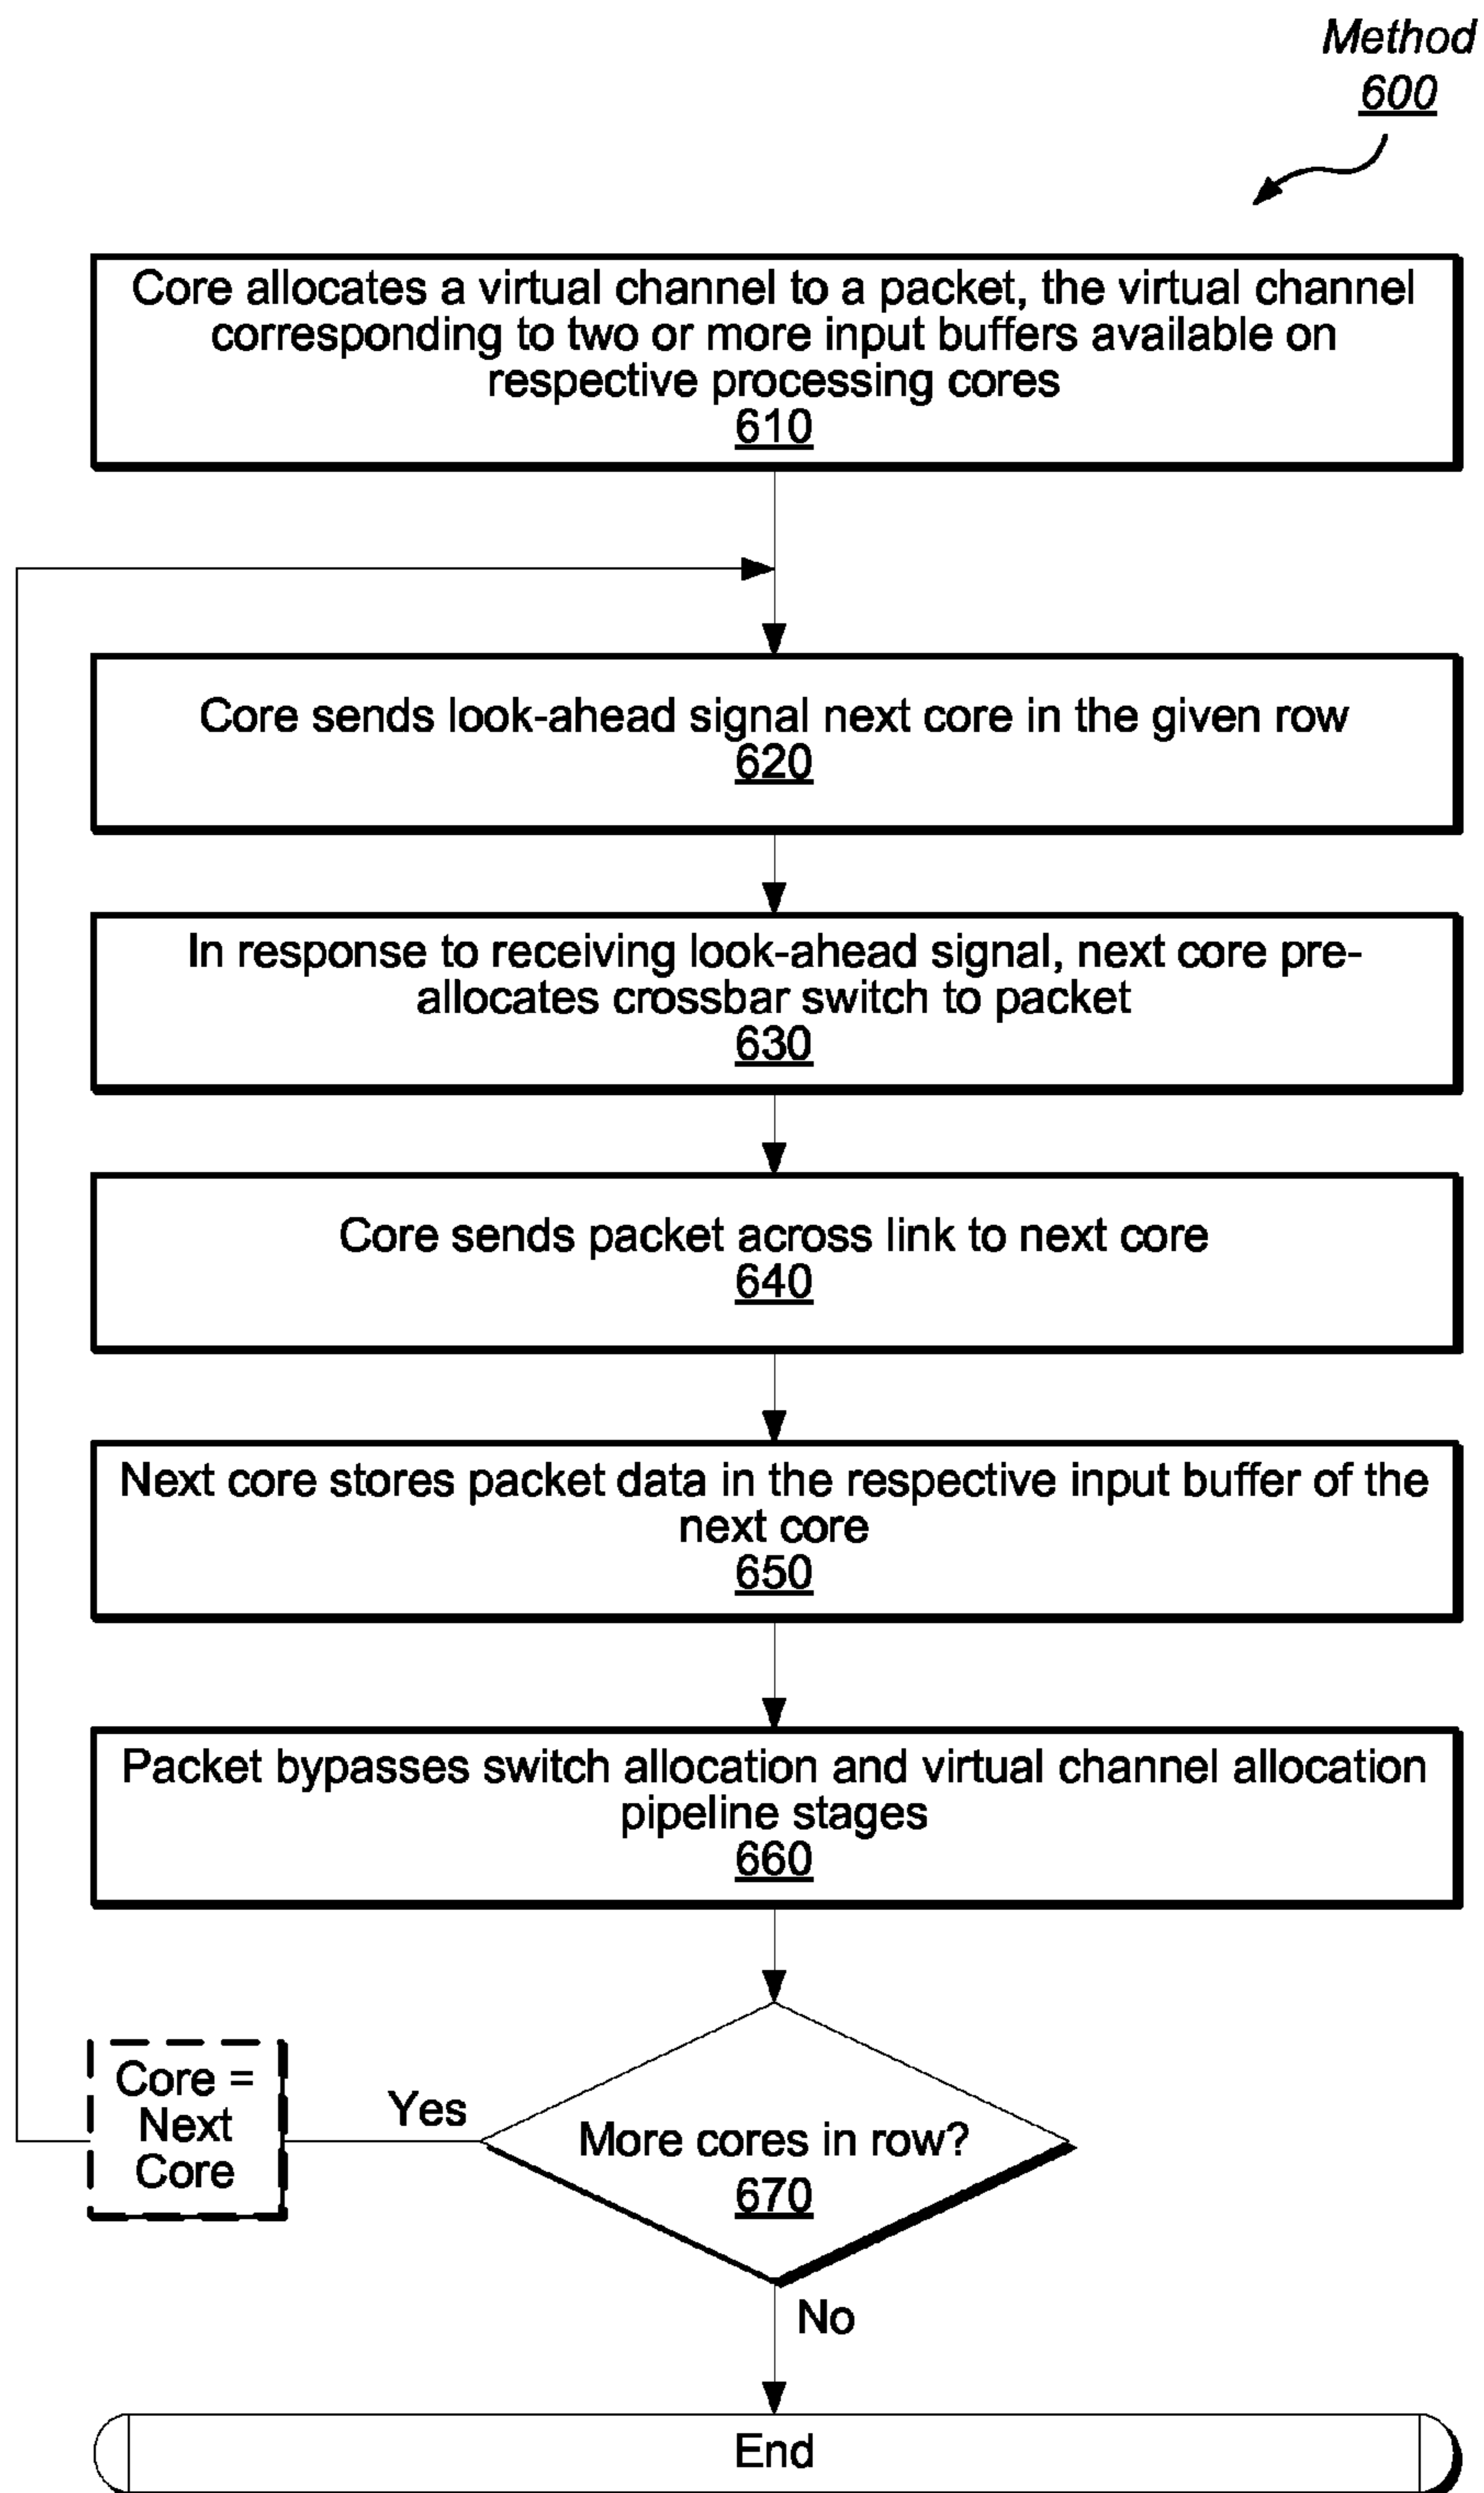 Method
600
Core allocates a virtual channel to a packet, the virtual channel
corresponding to two or more input buffers available on
respective processing cores
610
Core sends look-ahead signal next core in the given row
620
In response to receiving look-ahead signal, next core pre-
allocates crossbar switch to packet
630
Core sends packet across link to next core
640
Next core stores packet data in the respective input buffer of the
next core
650
Packet bypasses switch allocation and virtual channel allocation
pipeline stages
660
Core =
Next
Core
Yes
More cores in row?
670
No
End